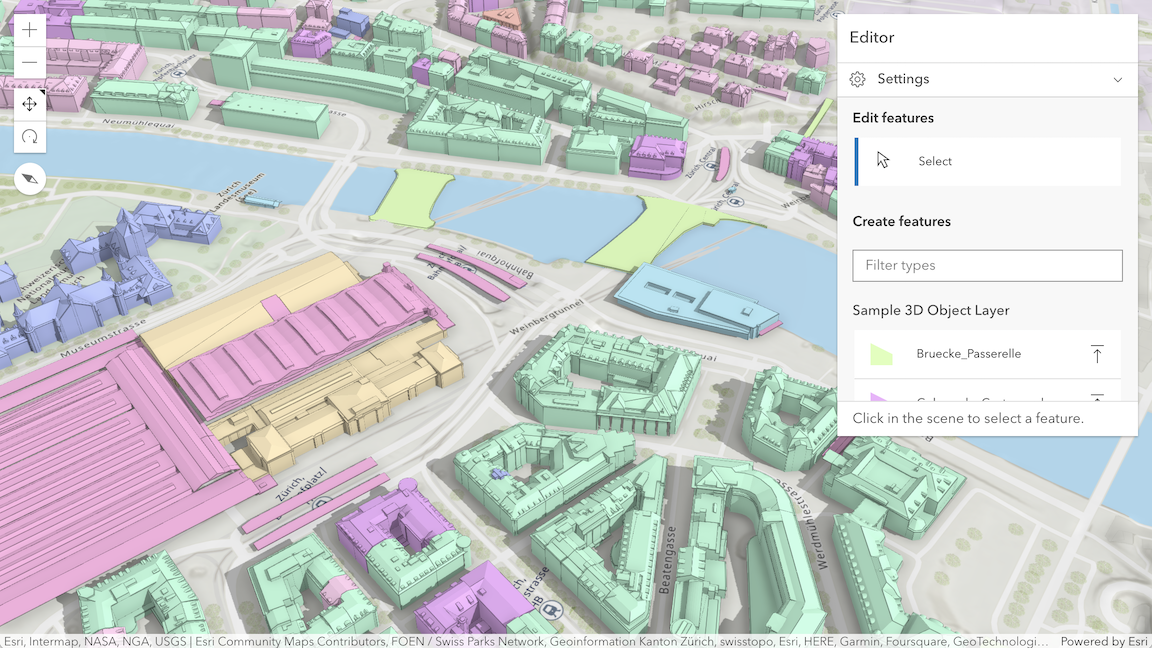 Editor
Settings
Edit features
Select
Create features
Filter types
Sample 3D Object Layer
Bruecke_Passerelle
Click in the scene to select a feature.
Neumühlequai
Zürich,
Landesmuseum
(See)
Museumstrasse
Bahnhofquai
Weinbergtunnel
Zürich,
Beatengasse
Werdmühlestrasse
Esri, Intermap, NASA, NGA, USGS | Esri Community Maps Contributors, FOEN / Swiss Parks Network, Geoinformation Kanton Zürich, swisstopo, Esri, HERE, Garmin, Foursquare, GeoTechnologi...
Powered by Esri